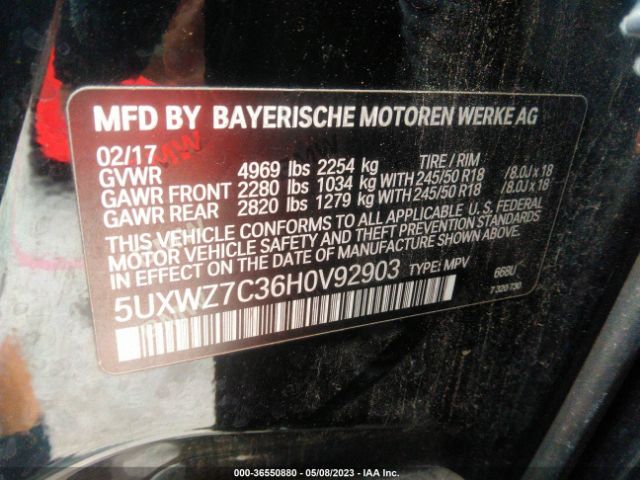 MFD BY BAYERISCHE MOTOREN WERKE AG
02/17
GVWR 4969 lbs 2254 kg TIRE / RIM
GAWR FRONT 2280 lbs 1034 kg WITH 245/50 R18 / 8.0J x 18
GAWR REAR 2820 lbs 1279 kg WITH 245/50 R18 / 8.0J x 18
THIS VEHICLE CONFORMS TO ALL APPLICABLE U.S. FEDERAL
MOTOR VEHICLE SAFETY AND THEFT PREVENTION STANDARDS
IN EFFECT ON THE DATE OF MANUFACTURE SHOWN ABOVE.
5UXWZ7C36H0V92903 TYPE: MPV 668U
7 320 730
000-36550880 - 05/08/2023 - IAA Inc.